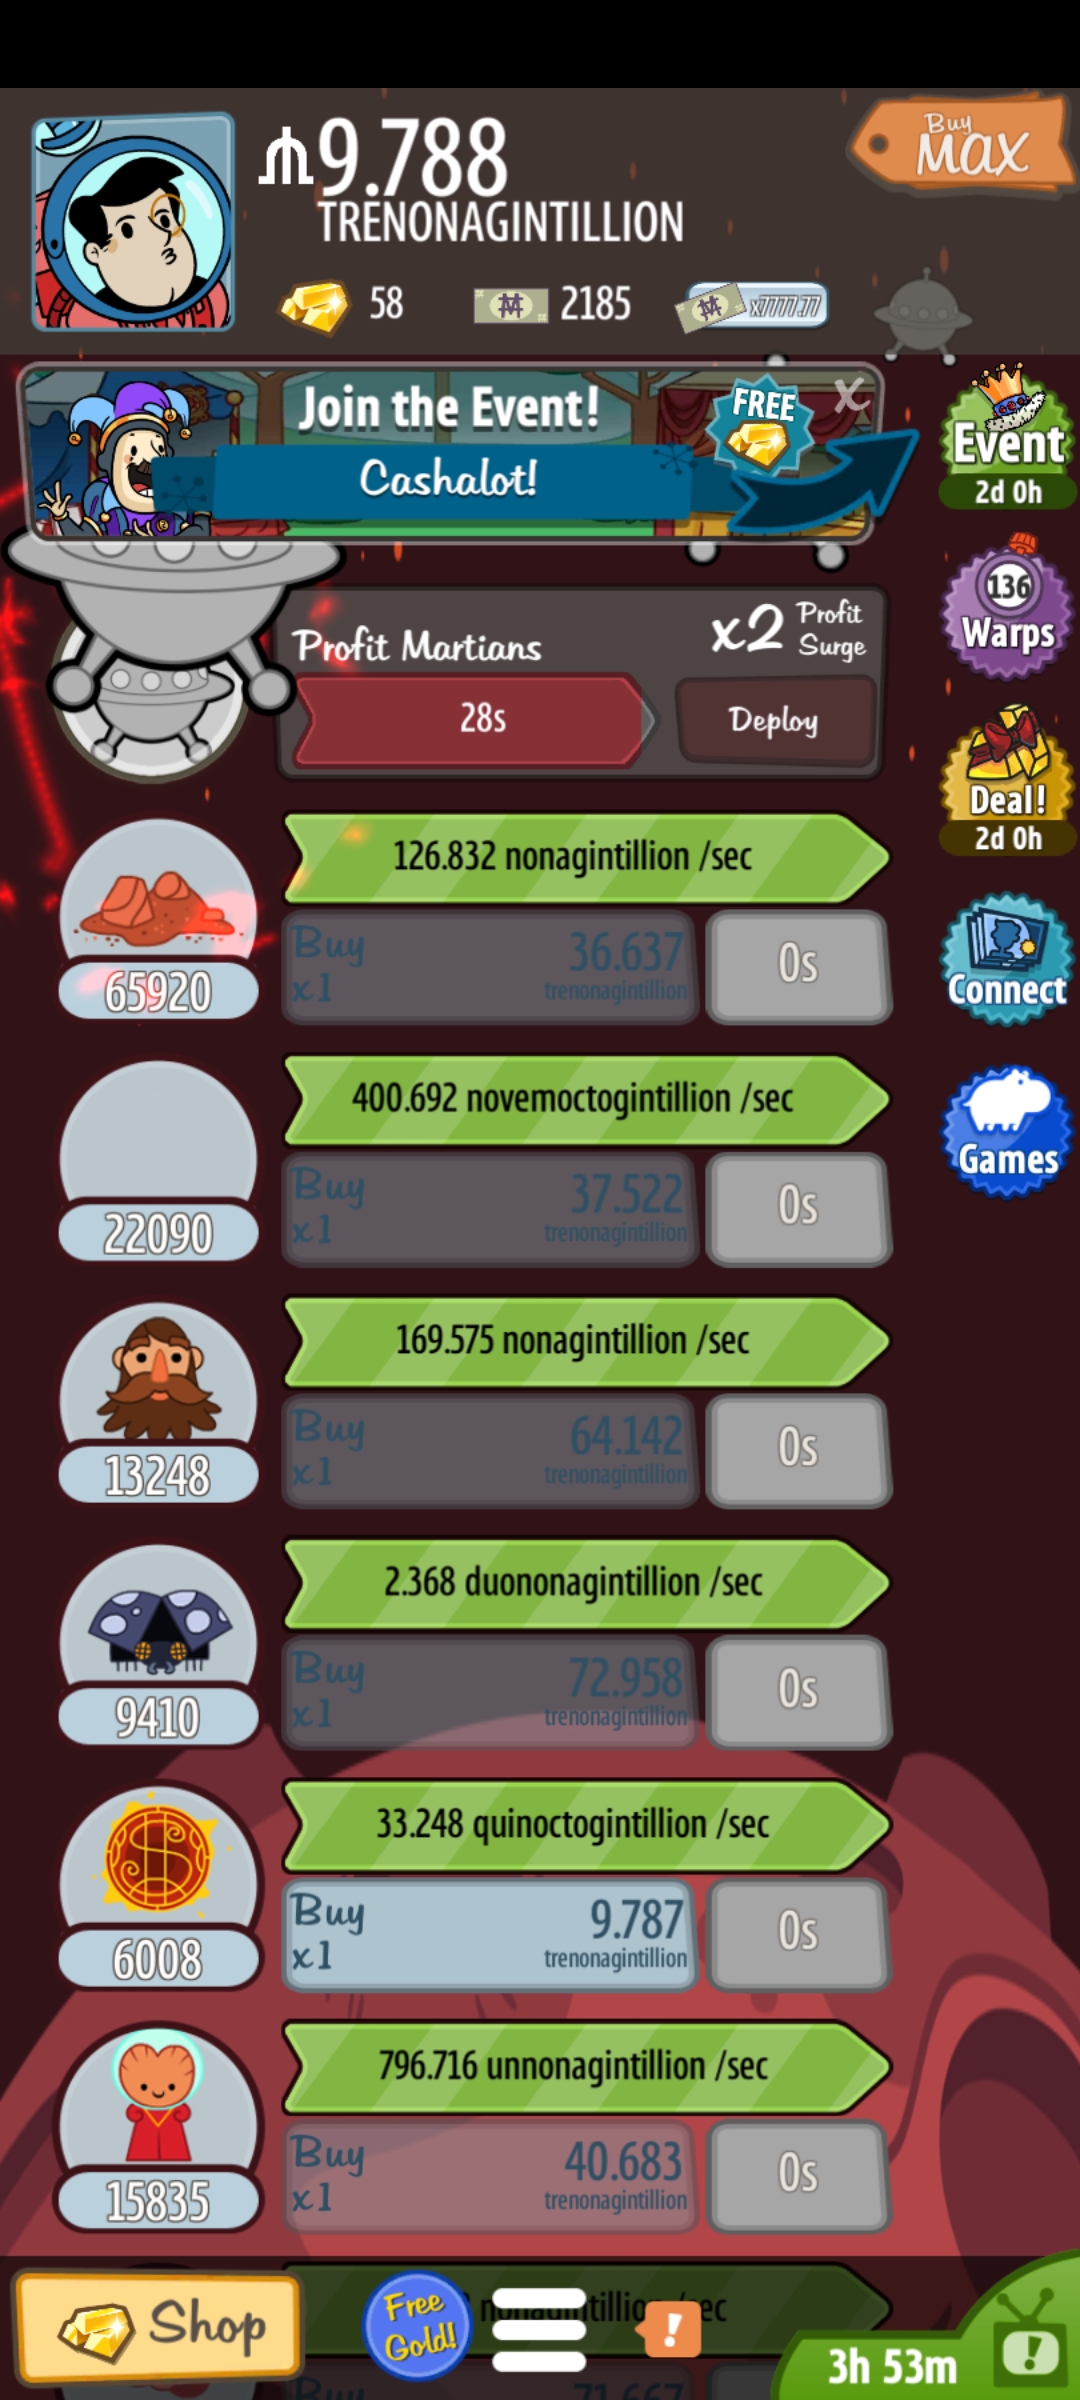 9.788
TRENONAGINTILLION
Buy
MAX
58
2185
x7777.77
Join the Event!
FREE
X
Cashalot!
Event
2d 0h
136
Warps
Profit Martians
x2 Profit
Surge
28s
Deploy
Deal!
2d 0h
126.832 nonagintillion /sec
65920
Buy
x1
36.637
trenonagintillion
0s
Connect
400.692 novemoctogintillion /sec
22090
Buy
x1
37.522
trenonagintillion
0s
Games
169.575 nonagintillion /sec
13248
Buy
x1
64.142
trenonagintillion
0s
2.368 duononagintillion /sec
9410
Buy
x1
72.958
trenonagintillion
0s
33.248 quinoctogintillion /sec
6008
Buy
x1
9.787
trenonagintillion
0s
796.716 unnonagintillion /sec
15835
Buy
x1
40.683
trenonagintillion
0s
Shop
Free
Gold!
!
3h 53m
!
Buy